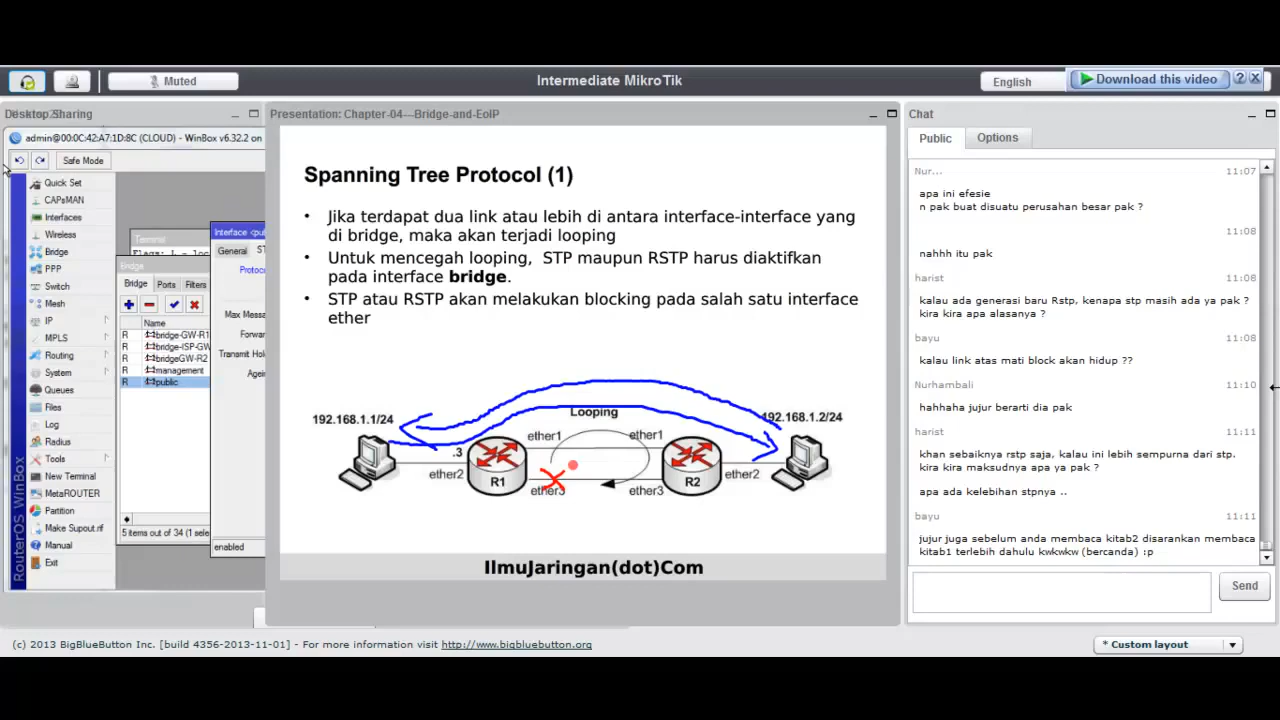 Muted
Intermediate MikroTik
English
Download this video
?
Presentation: Chapter-04---Bridge-and-EoIP
Chat
admin@00:0C:42:A7:1D:8C (CLOUD) - WinBox v6.32.2 on
Safe Mode
Quick Set
CAPsMAN
Interfaces
Wireless
Bridge
PPP
Switch
Mesh
IP
MPLS
Routing
System
Queues
Files
Log
Radius
Tools
New Terminal
MetaROUTER
Partition
Make Supout.rif
Manual
Exit
RouterOS WinBox
Terminal
Bridge
Bridge Ports Filters
Name
R bridge-GW-R1
R bridge-ISP-GW
R bridgeGW-R2
R management
R public
5 items out of 34 (1 sele
Interface <pub
General ST
Protoc
Max Messa
Forwar
Transmit Hol
Agei
enabled
Spanning Tree Protocol (1)
• Jika terdapat dua link atau lebih di antara interface-interface yang
di bridge, maka akan terjadi looping
• Untuk mencegah looping, STP maupun RSTP harus diaktifkan
pada interface bridge.
• STP atau RSTP akan melakukan blocking pada salah satu interface
ether
Looping
192.168.1.1/24
192.168.1.2/24
ether1
ether1
.3
ether2
R1
R2
ether2
ether3
ether3
IlmuJaringan(dot)Com
Public
Options
Nur... 11:07
apa ini efesie
n pak buat disuatu perusahan besar pak ?
11:08
nahhh itu pak
harist 11:08
kalau ada generasi baru Rstp, kenapa stp masih ada ya pak ?
kira kira apa alasanya ?
bayu 11:08
kalau link atas mati block akan hidup ??
Nurhambali 11:10
hahhaha jujur berarti dia pak
harist 11:11
khan sebaiknya rstp saja, kalau ini lebih sempurna dari stp.
kira kira maksudnya apa ya pak ?
apa ada kelebihan stpnya ..
bayu 11:11
jujur juga sebelum anda membaca kitab2 disarankan membaca
kitab1 terlebih dahulu kwkwkw (bercanda) :p
Send
(c) 2013 BigBlueButton Inc. [build 4356-2013-11-01] - For more information visit http://www.bigbluebutton.org
* Custom layout